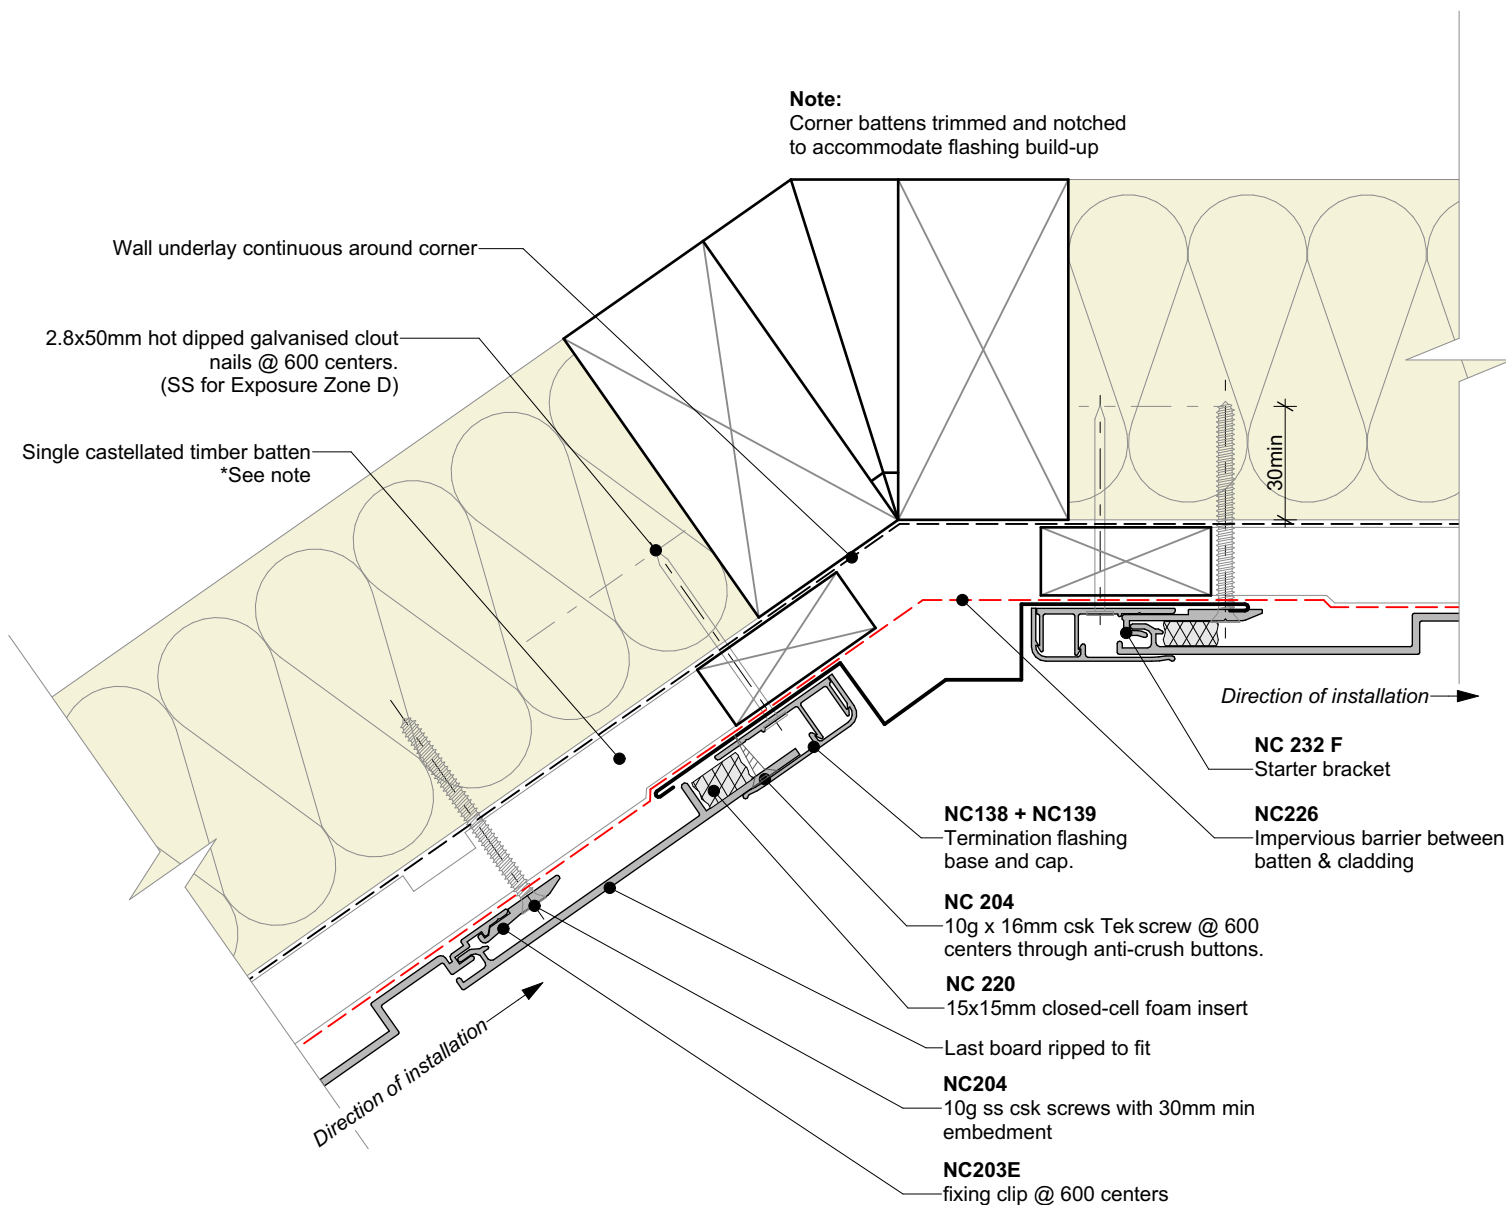 Note:
Corner battens trimmed and notched
to accommodate flashing build-up
Wall underlay continuous around corner
2.8x50mm hot dipped galvanised clout
nails @ 600 centers.
(SS for Exposure Zone D)
Single castellated timber batten
*See note
30min
Direction of installation
NC 232 F
Starter bracket
NC138 + NC139
Termination flashing
base and cap.
NC226
Impervious barrier between
batten & cladding
NC 204
10g x 16mm csk Tek screw @ 600
centers through anti-crush buttons.
NC 220
15x15mm closed-cell foam insert
Last board ripped to fit
NC204
10g ss csk screws with 30mm min
embedment
NC203E
fixing clip @ 600 centers
Direction of installation